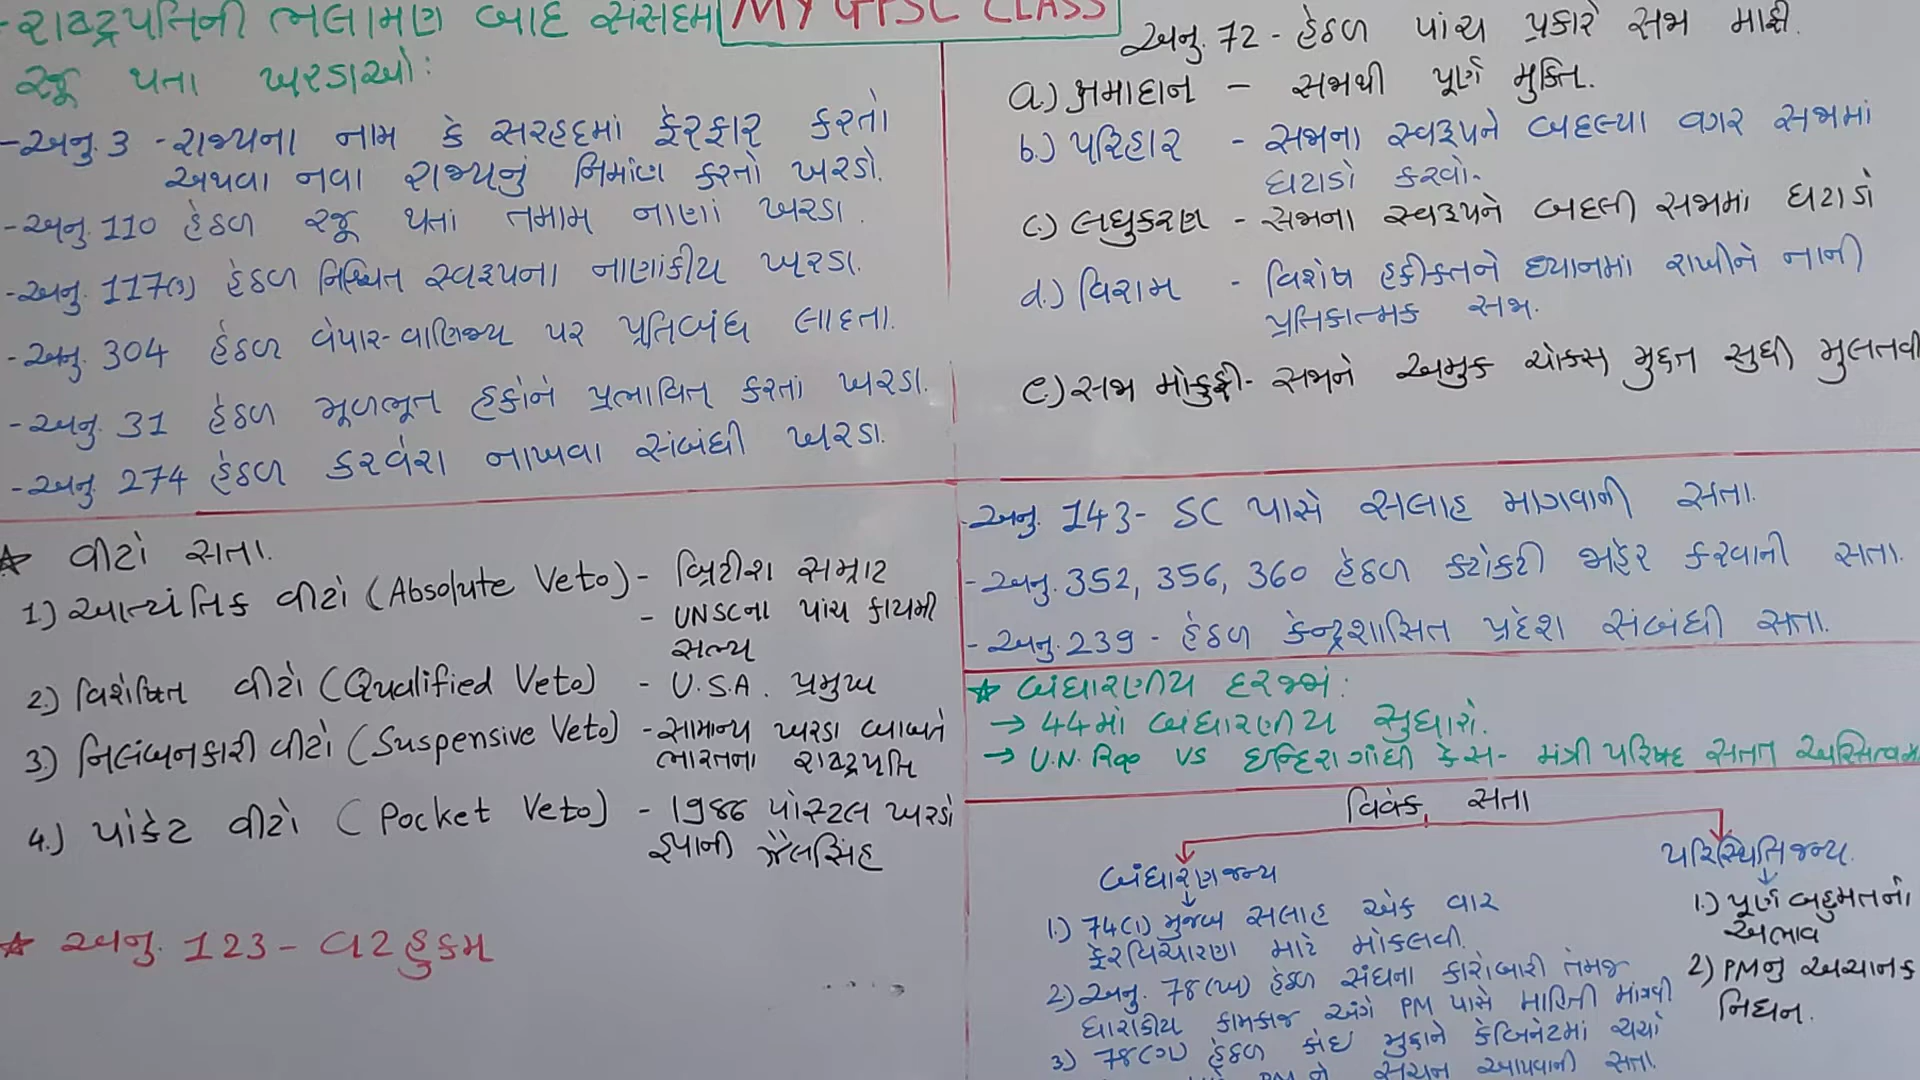 - રાષ્ટ્રપતિની ભલામણ બાદ સંસદમાં
રજૂ થતા ખરડાઓ:
MY GPSC CLASS
- અનુ. 3 - રાજ્યના નામ કે સરહદમાં ફેરફાર કરતો
અથવા નવા રાજ્યનું નિર્માણ કરતો ખરડો.
- અનુ. 110 હેઠળ રજૂ થતાં તમામ નાણાં ખરડા.
- અનુ. 117(3) હેઠળ નિશ્ચિત સ્વરૂપના નાણાંકીય ખરડા.
- અનુ. 304 હેઠળ વેપાર-વાણિજ્ય પર પ્રતિબંધ લાદતા.
- અનુ. 31 હેઠળ મૂળભૂત હકોને પ્રભાવિત કરતાં ખરડા.
- અનુ. 274 હેઠળ કરવેરા નાખવા સંબંધી ખરડા.
★ વીટો સતા.
1.) આત્યંતિક વીટો (Absolute Veto) - બ્રિટીશ સમ્રાટ
- UNSCના પાંચ કાયમી
સભ્ય
2.) વિશેષિત વીટો (Qualified Veto) - U.S.A. પ્રમુખ
3.) નિલંબનકારી વીટો (Suspensive Veto) - સામાન્ય ખરડા બાબતે
ભારતના રાષ્ટ્રપતિ
4.) પોકેટ વીટો (Pocket Veto) - 1986 પોસ્ટલ ખરડો
જ્ઞાની ઝૈલસિંહ
★ અનુ. 123 - વટહુકમ
અનુ. 72 - હેઠળ પાંચ પ્રકારે સજા માફી.
a.) ક્ષમાદાન - સજાથી પૂર્ણ મુક્તિ.
b.) પરિહાર - સજાના સ્વરૂપને બદલ્યા વગર સજામાં
ઘટાડો કરવો.
c.) લઘુકરણ - સજાના સ્વરૂપને બદલી સજામાં ઘટાડો
d.) વિરામ - વિશેષ હકીકતને ધ્યાનમાં રાખીને નાની
પ્રતિકાત્મક સજા.
e.) સજા મોકુફી - સજાને અમુક ચોક્સ મુદ્દત સુધી મુલતવી
- અનુ. 143 - SC પાસે સલાહ માગવાની સતા.
- અનુ. 352, 356, 360 હેઠળ કટોકટી જાહેર કરવાની સતા.
- અનુ. 239 - હેઠળ કેન્દ્રશાસિત પ્રદેશ સંબંધી સતા.
★ બંધારણીય દરજ્જો:
→ 44માં બંધારણીય સુધારો.
→ U.N. Rao VS ઇન્દિરા ગાંધી કેસ - મંત્રી પરિષદ સતત અસ્તિત્વમાં
વિવેક સતા
બંધારણજન્ય
1.) 74(1) મુજબ સલાહ એક વાર
ફેરવિચારણા માટે મોકલવી.
2) અનુ. 78(ખ) હેઠળ સંઘના કારોબારી તેમજ
ધારાકીય કામકાજ અંગે PM પાસે માહિતી માંગવી
3) 78(ગ) હેઠળ કોઇ મુદ્દાને કેબિનેટમાં ચર્ચા
PM ને સૂચન આપવાની સતા.
પરિસ્થિતિજન્ય.
1.) પૂર્ણ બહુમતનો
અભાવ
2) PMનુ અચાનક
નિધન.